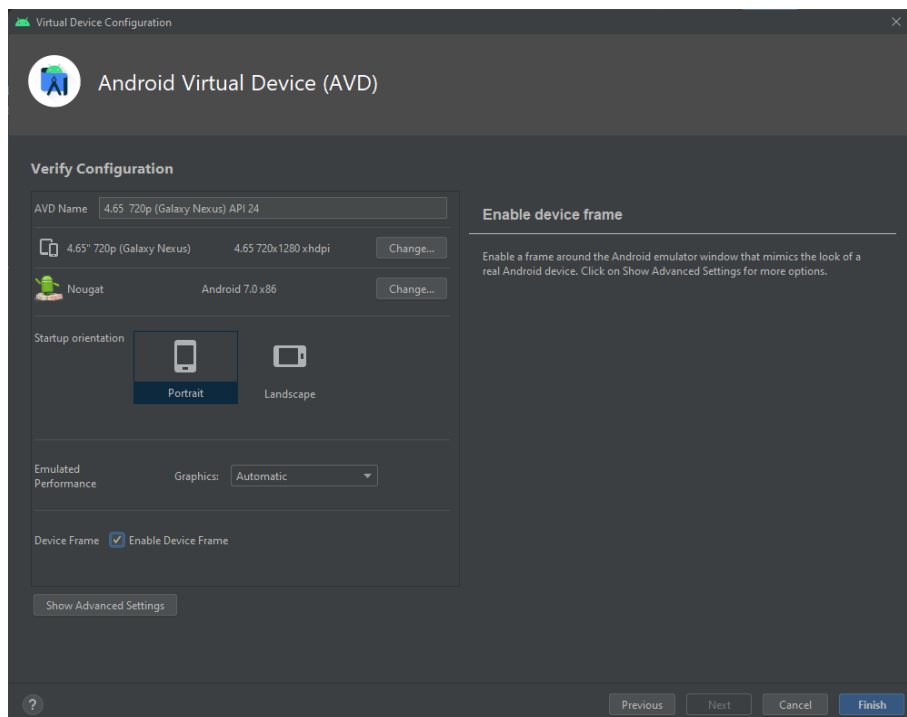 Virtual Device Configuration
Android Virtual Device (AVD)
Verify Configuration
AVD Name 4.65 720p (Galaxy Nexus) API 24
4.65" 720p (Galaxy Nexus) 4.65 720x1280 xhdpi Change...
Nougat Android 7.0 x86 Change...
Startup orientation
Portrait
Landscape
Emulated
Performance
Graphics: Automatic
Device Frame Enable Device Frame
Show Advanced Settings
Enable device frame
Enable a frame around the Android emulator window that mimics the look of a
real Android device. Click on Show Advanced Settings for more options.
? Previous Next Cancel Finish